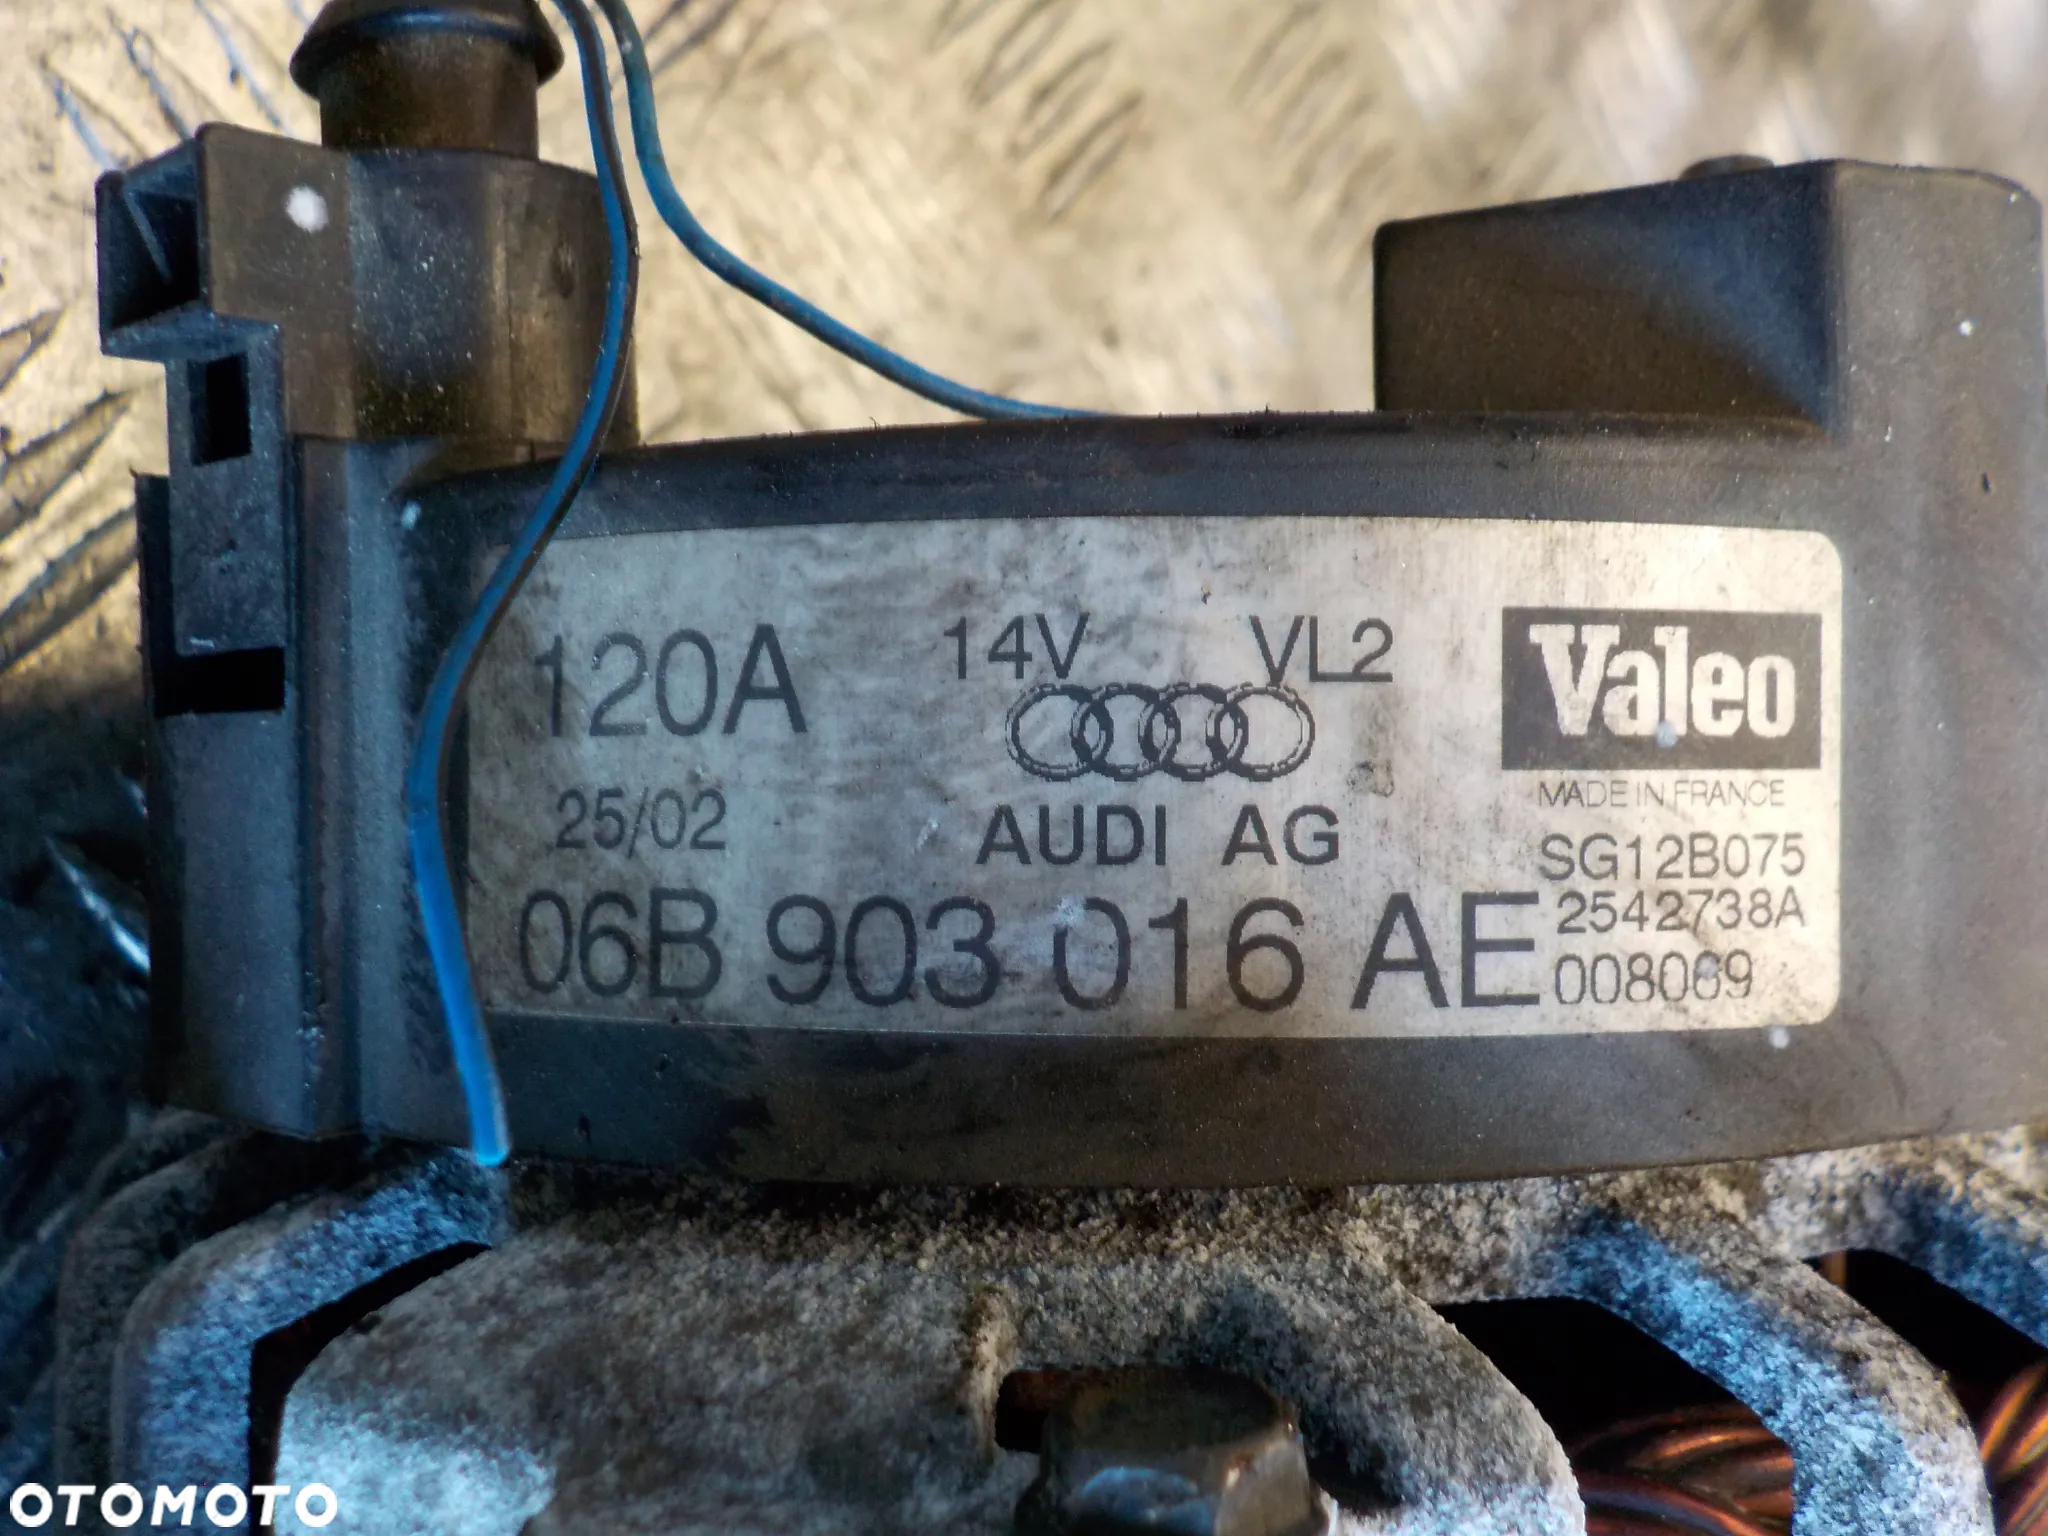 120A 14V VL2 Valeo
MADE IN FRANCE
25/02 AUDI AG SG12B075
06B 903 016 AE 2542738A
008069
OTOMOTO